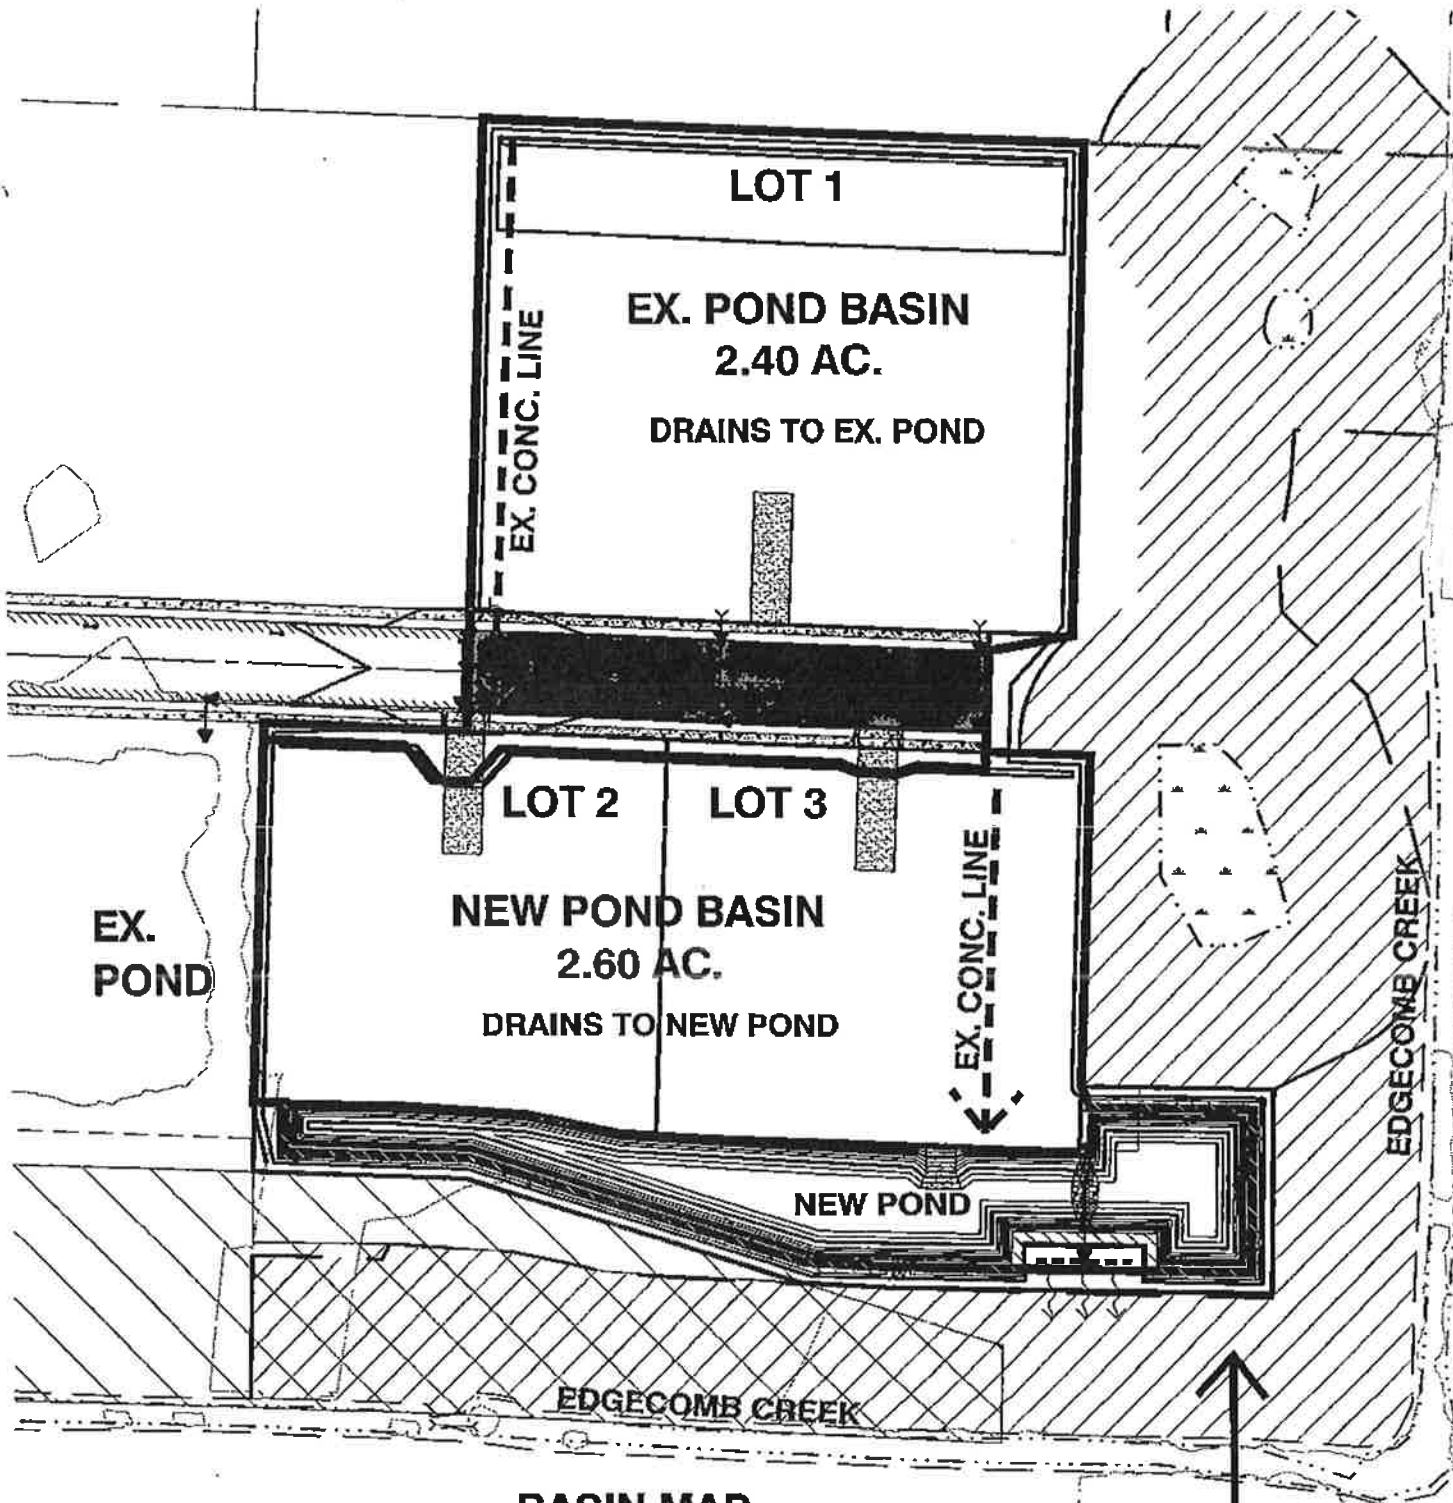 LOT 1
EX. POND BASIN
2.40 AC.
DRAINS TO EX. POND
EX. CONC. LINE
LOT 2
LOT 3
NEW POND BASIN
2.60 AC.
DRAINS TO NEW POND
EX. CONC. LINE
EX.
POND
NEW POND
EDGECOMB CREEK
EDGECOMB CREEK
BASIN MAP